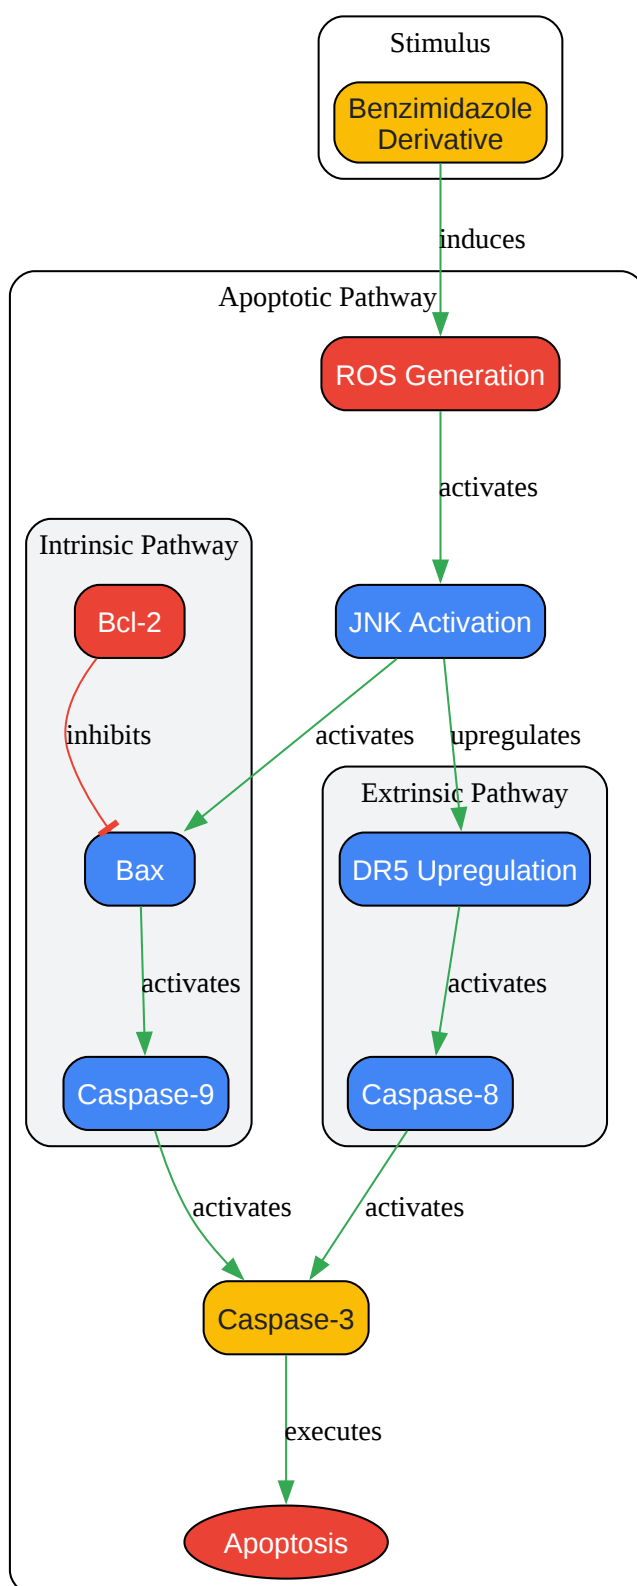 Stimulus
Benzimidazole
Derivative
induces
Apoptotic Pathway
ROS Generation
activates
Intrinsic Pathway
Bcl-2
JNK Activation
inhibits
activates
upregulates
Extrinsic Pathway
Bax
DR5 Upregulation
activates
activates
Caspase-9
Caspase-8
activates
activates
Caspase-3
executes
Apoptosis